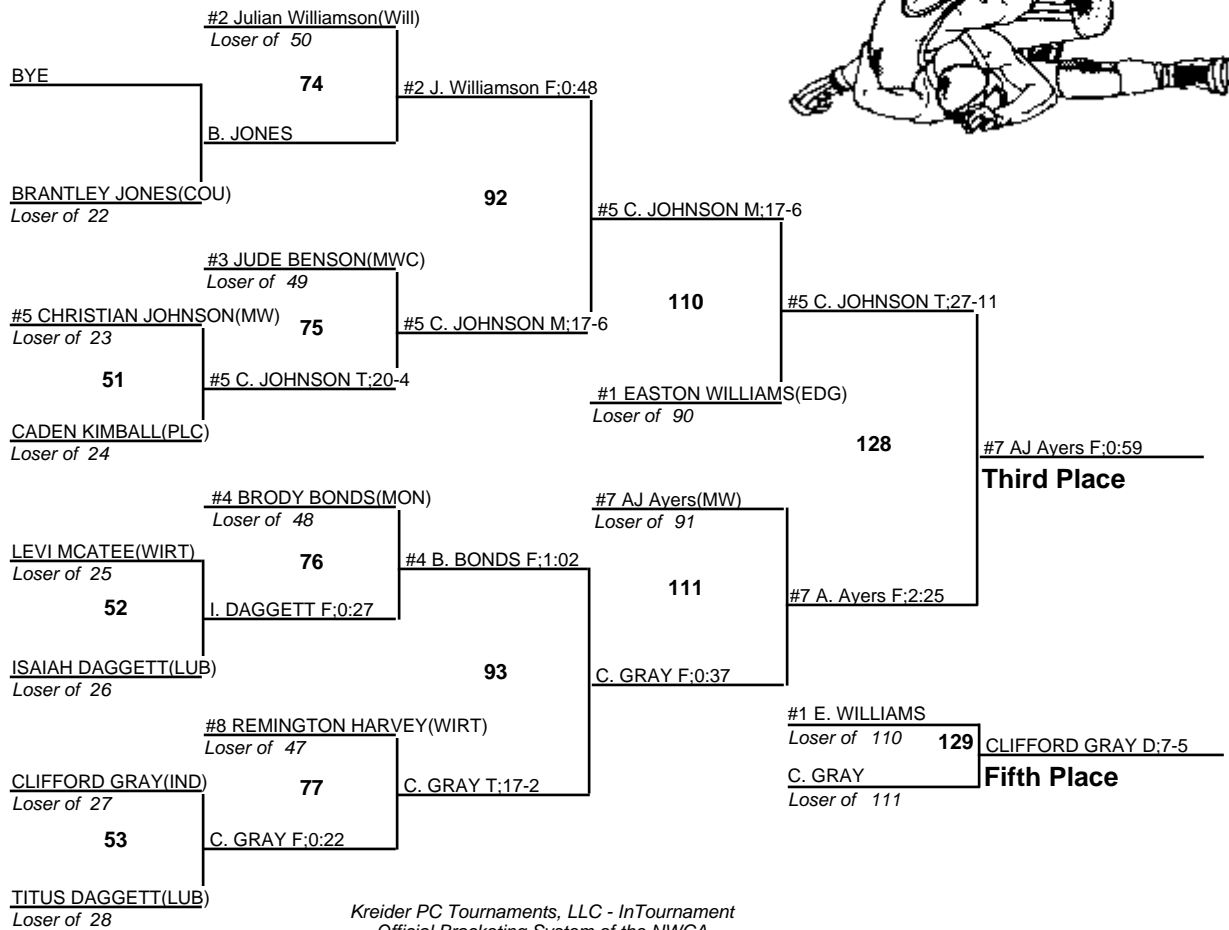 #2 Julian Williamson(Will)
Loser of 50
BYE
74
#2 J. Williamson F;0:48
B. JONES
BRANTLEY JONES(COU)
Loser of 22
92
#5 C. JOHNSON M;17-6
#3 JUDE BENSON(MWC)
Loser of 49
#5 CHRISTIAN JOHNSON(MW)
Loser of 23
75
#5 C. JOHNSON M;17-6
110
#5 C. JOHNSON T;27-11
51
#5 C. JOHNSON T;20-4
#1 EASTON WILLIAMS(EDG)
Loser of 90
CADEN KIMBALL(PLC)
Loser of 24
128
#7 AJ Ayers F;0:59
Third Place
#4 BRODY BONDS(MON)
Loser of 48
#7 AJ Ayers(MW)
Loser of 91
LEVI MCATEE(WIRT)
Loser of 25
76
#4 B. BONDS F;1:02
111
52
I. DAGGETT F;0:27
#7 A. Ayers F;2:25
ISAIAH DAGGETT(LUB)
Loser of 26
93
C. GRAY F;0:37
#8 REMINGTON HARVEY(WIRT)
Loser of 47
#1 E. WILLIAMS
Loser of 110
129
CLIFFORD GRAY D;7-5
Fifth Place
CLIFFORD GRAY(IND)
Loser of 27
77
C. GRAY T;17-2
C. GRAY
Loser of 111
53
C. GRAY F;0:22
TITUS DAGGETT(LUB)
Loser of 28
Kreider PC Tournaments, LLC - InTournament
Official Bracketing System of the NWCA